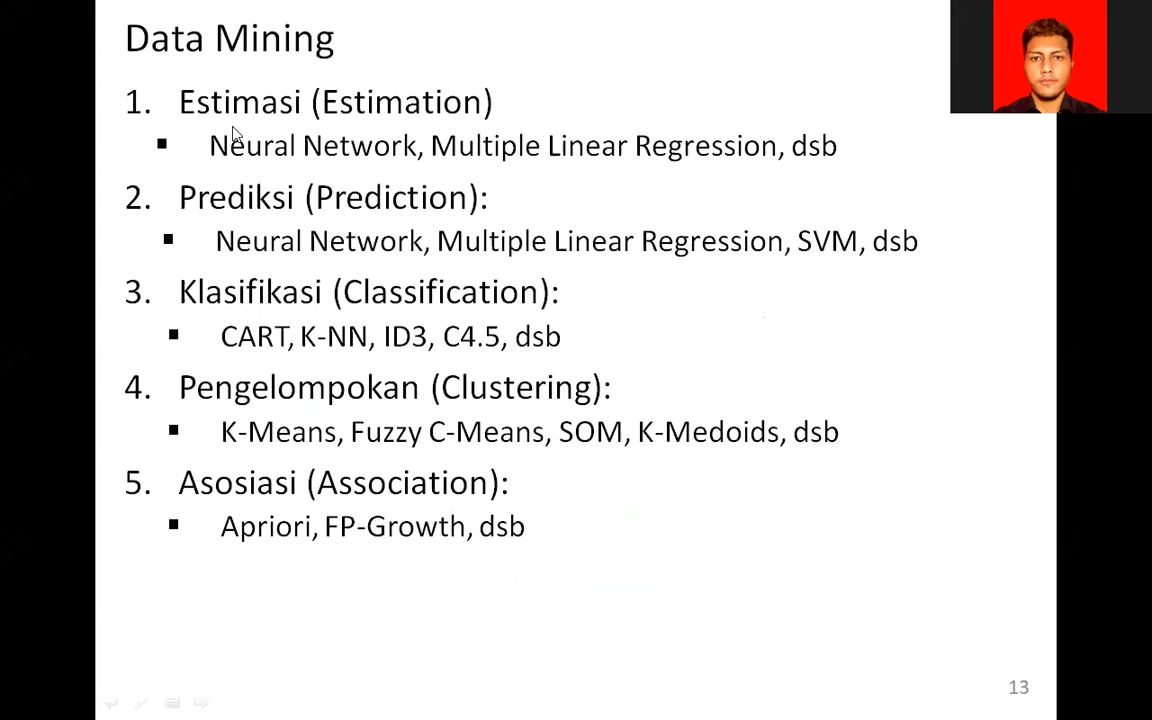 Data Mining
1. Estimasi (Estimation)
▪ Neural Network, Multiple Linear Regression, dsb
2. Prediksi (Prediction):
▪ Neural Network, Multiple Linear Regression, SVM, dsb
3. Klasifikasi (Classification):
▪ CART, K-NN, ID3, C4.5, dsb
4. Pengelompokan (Clustering):
▪ K-Means, Fuzzy C-Means, SOM, K-Medoids, dsb
5. Asosiasi (Association):
▪ Apriori, FP-Growth, dsb
13